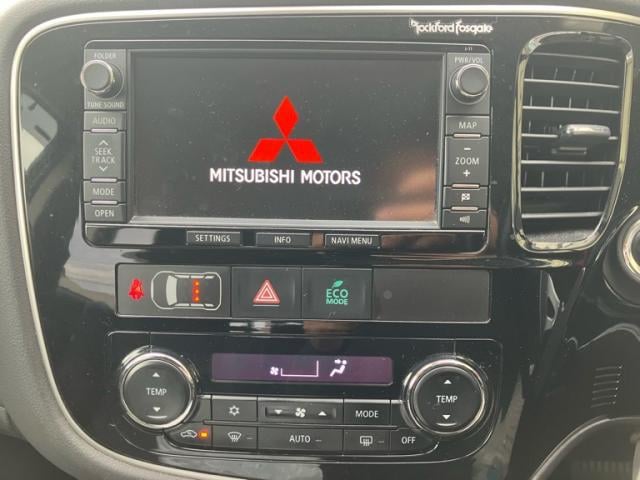 Rockford Fosgate
FOLDER
TUNE SOUND
AUDIO
SEEK
TRACK
MODE
OPEN
MITSUBISHI MOTORS
PWR/VOL
MAP
−
ZOOM
+
SETTINGS
INFO
NAVI MENU
ECO
MODE
TEMP
MODE
TEMP
AUTO
OFF